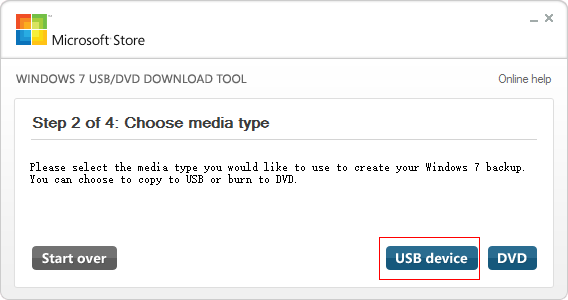 Microsoft Store
WINDOWS 7 USB/DVD DOWNLOAD TOOL
Online help
Step 2 of 4: Choose media type
Please select the media type you would like to use to create your Windows 7 backup.
You can choose to copy to USB or burn to DVD.
Start over
USB device
DVD